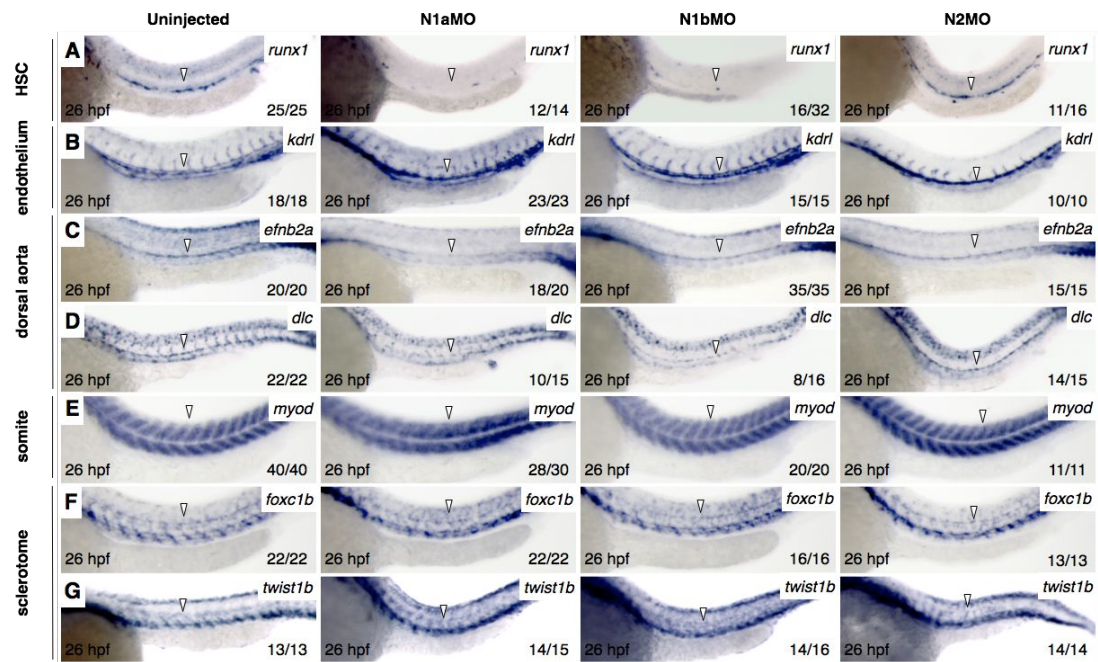 Uninjected N1aMO N1bMO N2MO
HSC
A runx1 runx1 runx1 runx1
26 hpf 25/25 26 hpf 12/14 26 hpf 16/32 26 hpf 11/16
endothelium
B kdrl kdrl kdrl kdrl
26 hpf 18/18 26 hpf 23/23 26 hpf 15/15 26 hpf 10/10
dorsal aorta
C efnb2a efnb2a efnb2a efnb2a
26 hpf 20/20 26 hpf 18/20 26 hpf 35/35 26 hpf 15/15
D dlc dlc dlc dlc
26 hpf 22/22 26 hpf 10/15 26 hpf 8/16 26 hpf 14/15
somite
E myod myod myod myod
26 hpf 40/40 26 hpf 28/30 26 hpf 20/20 26 hpf 11/11
sclerotome
F foxc1b foxc1b foxc1b foxc1b
26 hpf 22/22 26 hpf 22/22 26 hpf 16/16 26 hpf 13/13
G twist1b twist1b twist1b twist1b
26 hpf 13/13 26 hpf 14/15 26 hpf 14/16 26 hpf 14/14